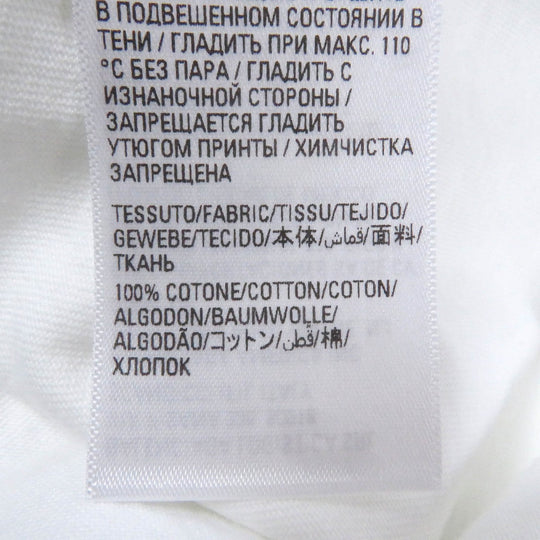 В ПОДВЕШЕННОМ СОСТОЯНИИ В
ТЕНИ / ГЛАДИТЬ ПРИ МАКС. 110
°C БЕЗ ПАРА / ГЛАДИТЬ С
ИЗНАНОЧНОЙ СТОРОНЫ /
ЗАПРЕЩАЕТСЯ ГЛАДИТЬ
УТЮГОМ ПРИНТЫ / ХИМЧИСТКА
ЗАПРЕЩЕНА
TESSUTO/FABRIC/TISSU/TEJIDO/
GEWEBE/TECIDO/本体/قماش/面料/
ТКАНЬ
100% COTONE/COTTON/COTON/
ALGODON/BAUMWOLLE/
ALGODÃO/コットン/قطن/棉/
ХЛОПОК